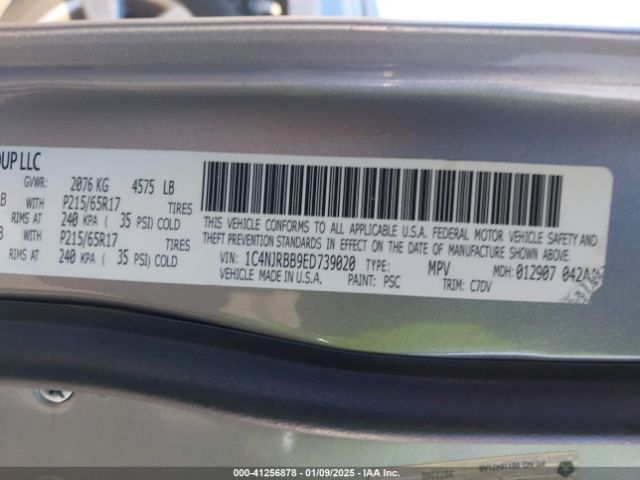 OUP LLC
GVWR: 2076 KG 4575 LB
B WITH P215/65R17 TIRES
RIMS AT 240 KPA ( 35 PSI) COLD
B WITH P215/65R17 TIRES
RIMS AT 240 KPA ( 35 PSI) COLD
THIS VEHICLE CONFORMS TO ALL APPLICABLE U.S.A. FEDERAL MOTOR VEHICLE SAFETY AND
THEFT PREVENTION STANDARDS IN EFFECT ON THE DATE OF MANUFACTURE SHOWN ABOVE.
VIN: 1C4NJRBB9ED739020 TYPE: MPV MDH: 012907 042A
VEHICLE MADE IN U.S.A. PAINT: PSC TRIM: C7DV
000-41256878 - 01/09/2025 - IAA Inc.